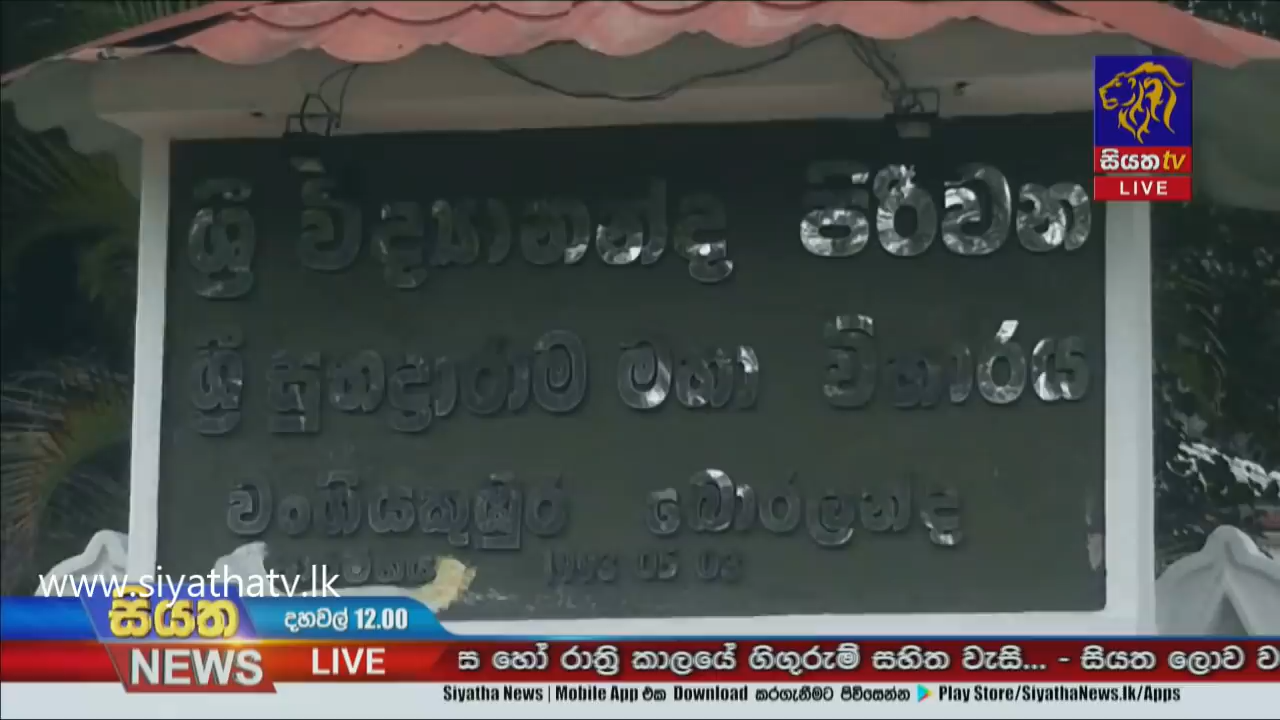 සියත tv
LIVE
ශ්‍රී විද්‍යානන්ද පිරිවන
ශ්‍රී සුභද්‍රාරාම මහා විහාරය
වංගියකුඹුර බොරලන්ද
www.siyathatv.lk
සියත දහවල් 12.00
NEWS LIVE ස හෝ රාත්‍රි කාලයේ ගිගුරුම් සහිත වැසි... - සියත ලොව ව
Siyatha News | Mobile App එක Download කරගැනීමට පිවිසෙන්න Play Store/SiyathaNews.lk/Apps